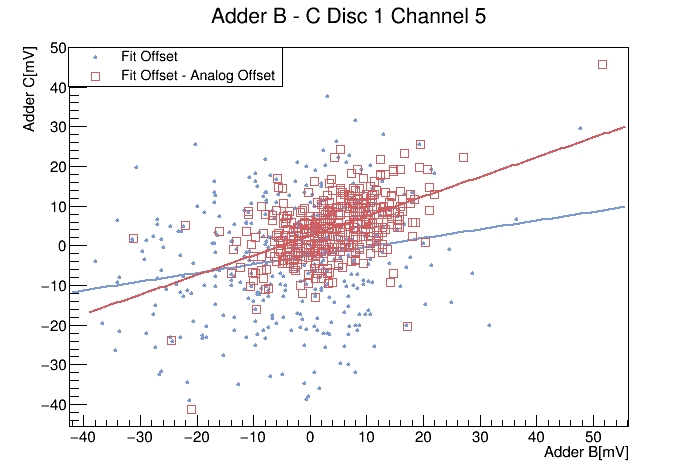 Adder B - C Disc 1 Channel 5
Adder C[mV]
Fit Offset
Fit Offset - Analog Offset
50
40
30
20
10
0
−10
−20
−30
−40
−40 −30 −20 −10 0 10 20 30 40 50
Adder B[mV]